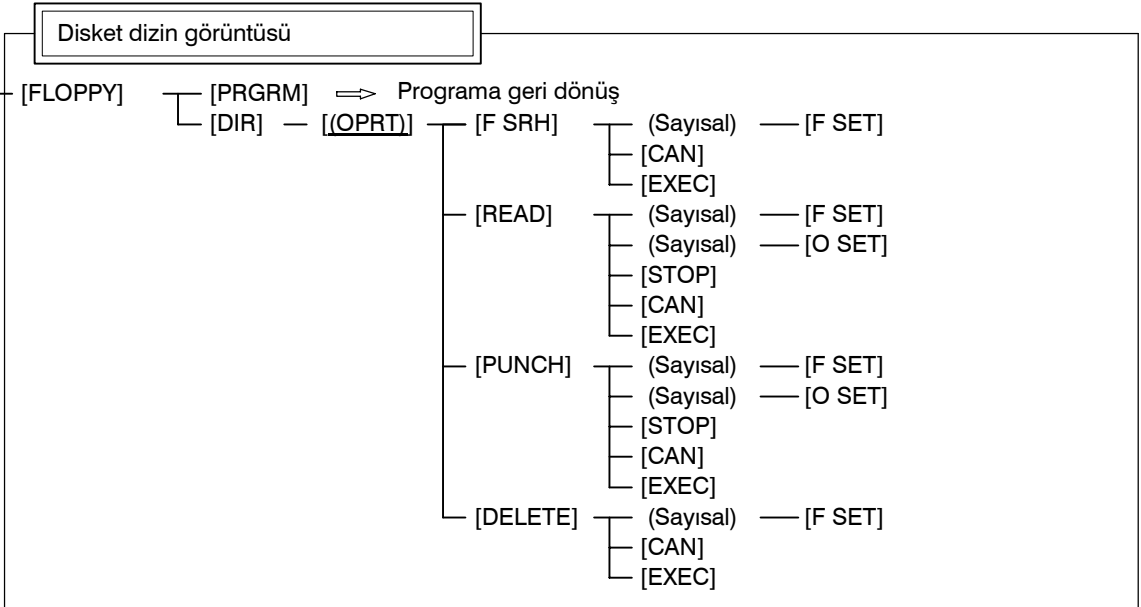 Disket dizin görüntüsü
[FLOPPY] [PRGRM] Programa geri dönüş
[DIR] [(OPRT)] [F SRH] (Sayısal) [F SET]
[CAN]
[EXEC]
[READ] (Sayısal) [F SET]
(Sayısal) [O SET]
[STOP]
[CAN]
[EXEC]
[PUNCH] (Sayısal) [F SET]
(Sayısal) [O SET]
[STOP]
[CAN]
[EXEC]
[DELETE] (Sayısal) [F SET]
[CAN]
[EXEC]